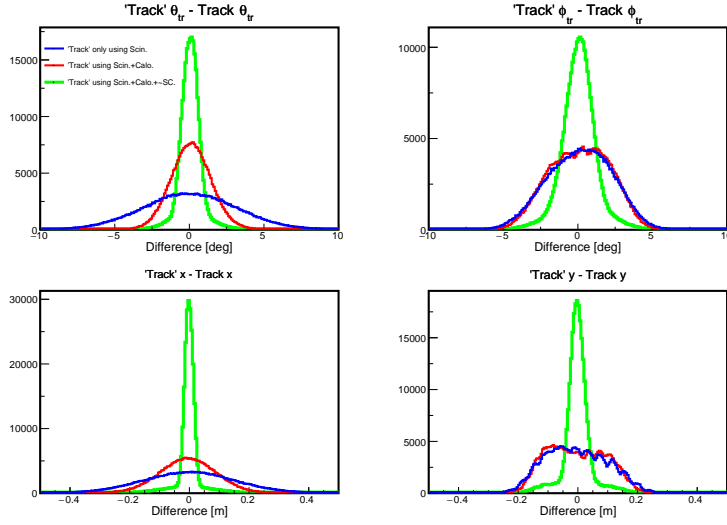 'Track' θtr - Track θtr
15000
10000
5000
0
'Track' only using Scin.
'Track' using Scin.+Calo.
'Track' using Scin.+Calo.+~SC.
−10 −5 0 5 10
Difference [deg]
'Track' ϕtr - Track ϕtr
10000
5000
0
−10 −5 0 5 10
Difference [deg]
'Track' x - Track x
30000
20000
10000
0
−0.4 −0.2 0 0.2 0.4
Difference [m]
'Track' y - Track y
15000
10000
5000
0
−0.4 −0.2 0 0.2 0.4
Difference [m]